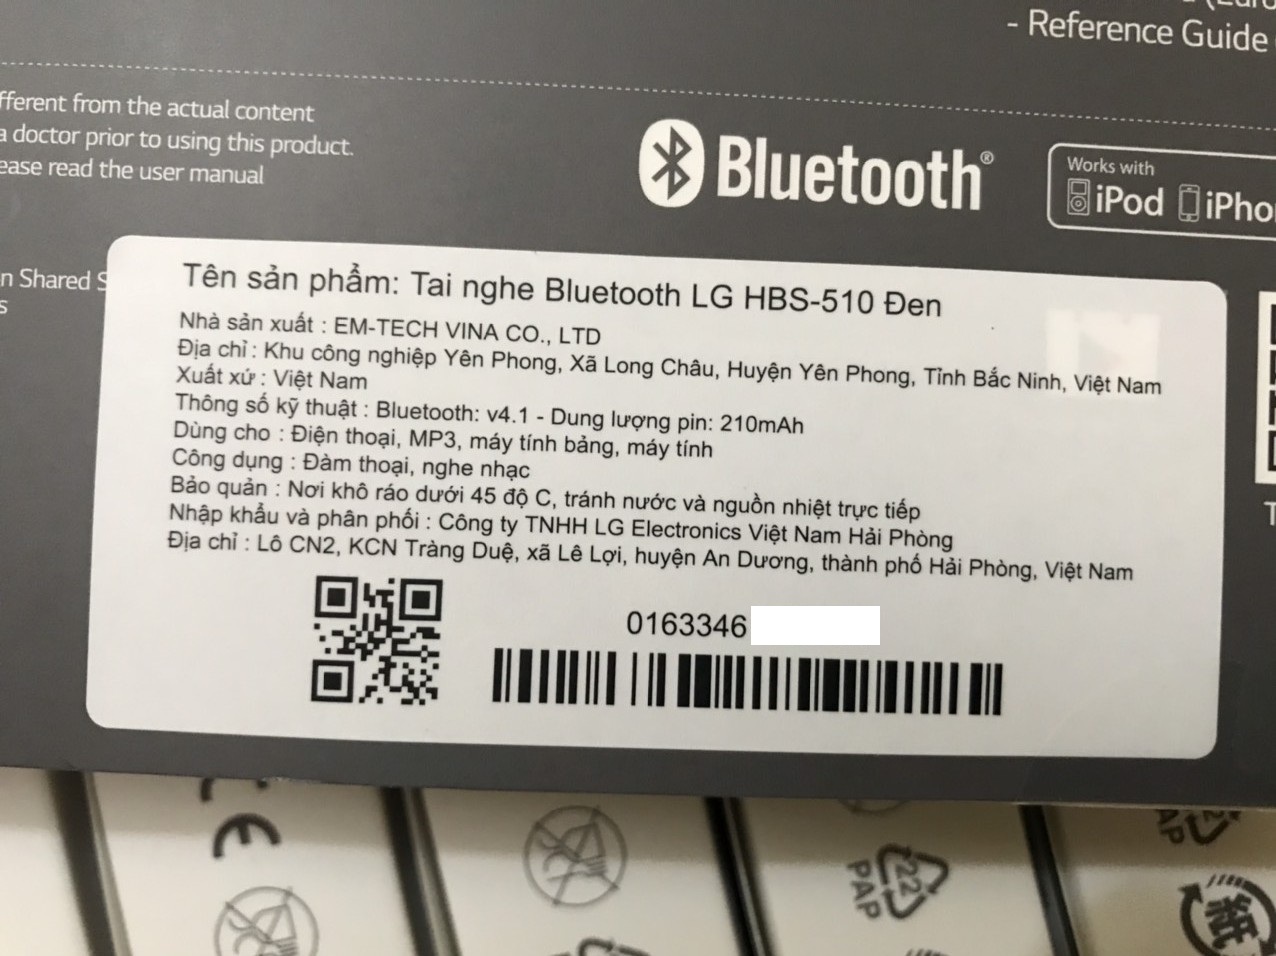 - Reference Guide
fferent from the actual content
a doctor prior to using this product.
ease read the user manual
Bluetooth®
Works with
iPod iPho
n Shared S
s
Tên sản phẩm: Tai nghe Bluetooth LG HBS-510 Đen
Nhà sản xuất : EM-TECH VINA CO., LTD
Địa chỉ : Khu công nghiệp Yên Phong, Xã Long Châu, Huyện Yên Phong, Tỉnh Bắc Ninh, Việt Nam
Xuất xứ : Việt Nam
Thông số kỹ thuật : Bluetooth: v4.1 - Dung lượng pin: 210mAh
Dùng cho : Điện thoại, MP3, máy tính bảng, máy tính
Công dụng : Đàm thoại, nghe nhạc
Bảo quản : Nơi khô ráo dưới 45 độ C, tránh nước và nguồn nhiệt trực tiếp
Nhập khẩu và phân phối : Công ty TNHH LG Electronics Việt Nam Hải Phòng
Địa chỉ : Lô CN2, KCN Tràng Duệ, xã Lê Lợi, huyện An Dương, thành phố Hải Phòng, Việt Nam
0163346
T
CE
22
PAP
PAP
紙